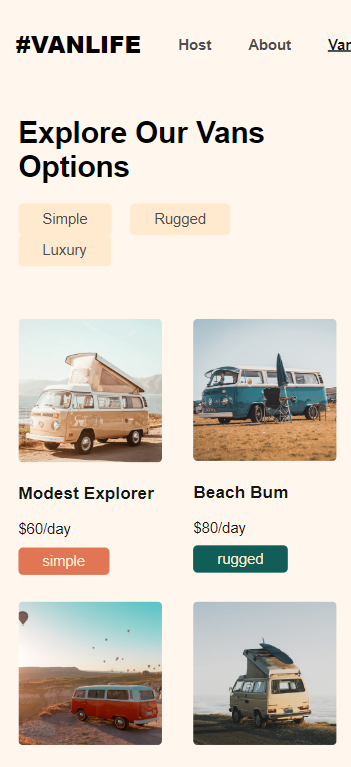 #VANLIFE Host About
Explore Our Vans
Options
Simple Rugged
Luxury
Modest Explorer Beach Bum
$60/day $80/day
simple rugged